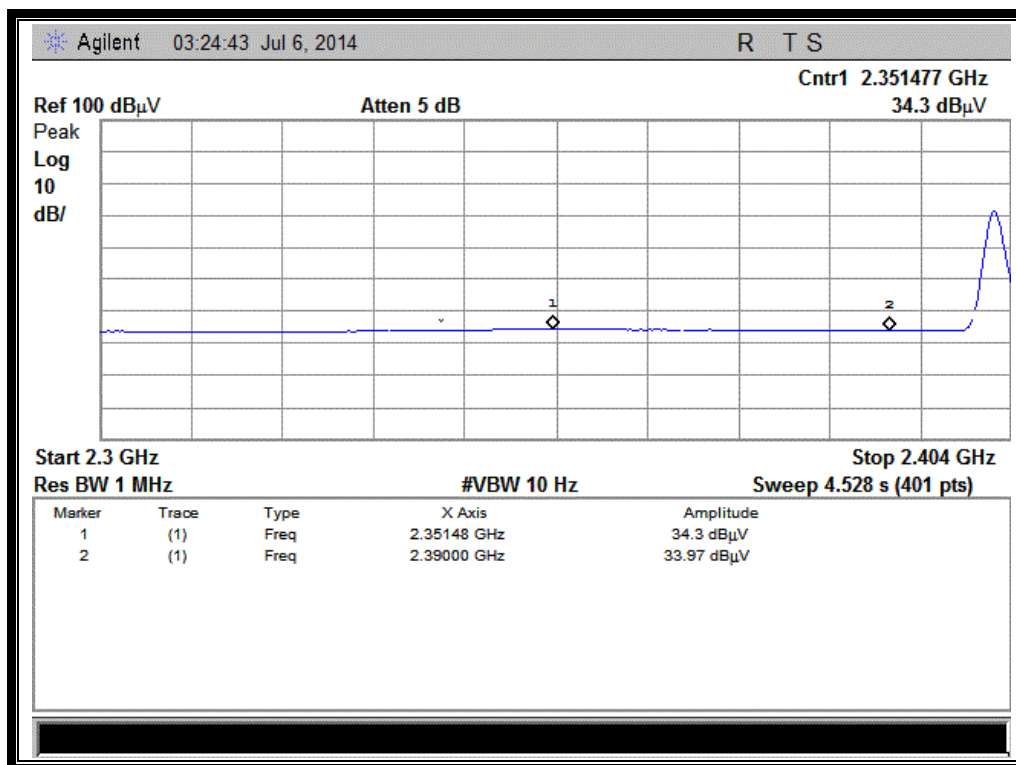 Agilent 03:24:43 Jul 6, 2014 R T S
Cntr1 2.351477 GHz
Ref 100 dBμV Atten 5 dB 34.3 dBμV
Peak
Log
10
dB/
1
2
Start 2.3 GHz Stop 2.404 GHz
Res BW 1 MHz #VBW 10 Hz Sweep 4.528 s (401 pts)
Marker Trace Type X Axis Amplitude
1 (1) Freq 2.35148 GHz 34.3 dBμV
2 (1) Freq 2.39000 GHz 33.97 dBμV